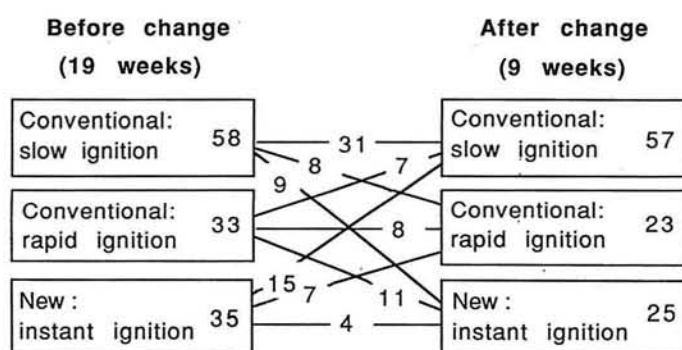 Before change After change
(19 weeks) (9 weeks)
Conventional: 58 31 Conventional: 57
slow ignition 8 7 slow ignition
9
Conventional: 33 8 Conventional: 23
rapid ignition rapid ignition
15 7 11
New : 35 4 New : 25
instant ignition instant ignition